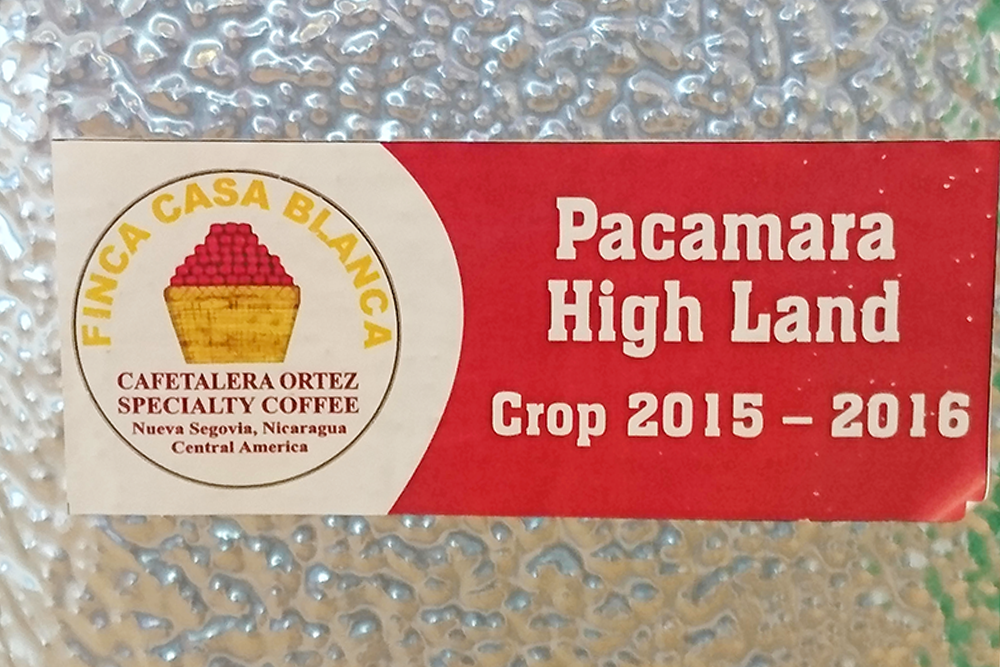 FINCA CASA BLANCA
CAFETALERA ORTEZ
SPECIALTY COFFEE
Nueva Segovia, Nicaragua
Central America
Pacamara
High Land
Crop 2015 – 2016